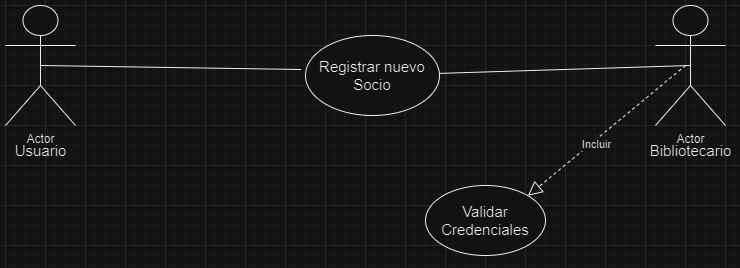 Registrar nuevo
Socio
Actor
Usuario
Actor
Bibliotecario
Incluir
Validar
Credenciales